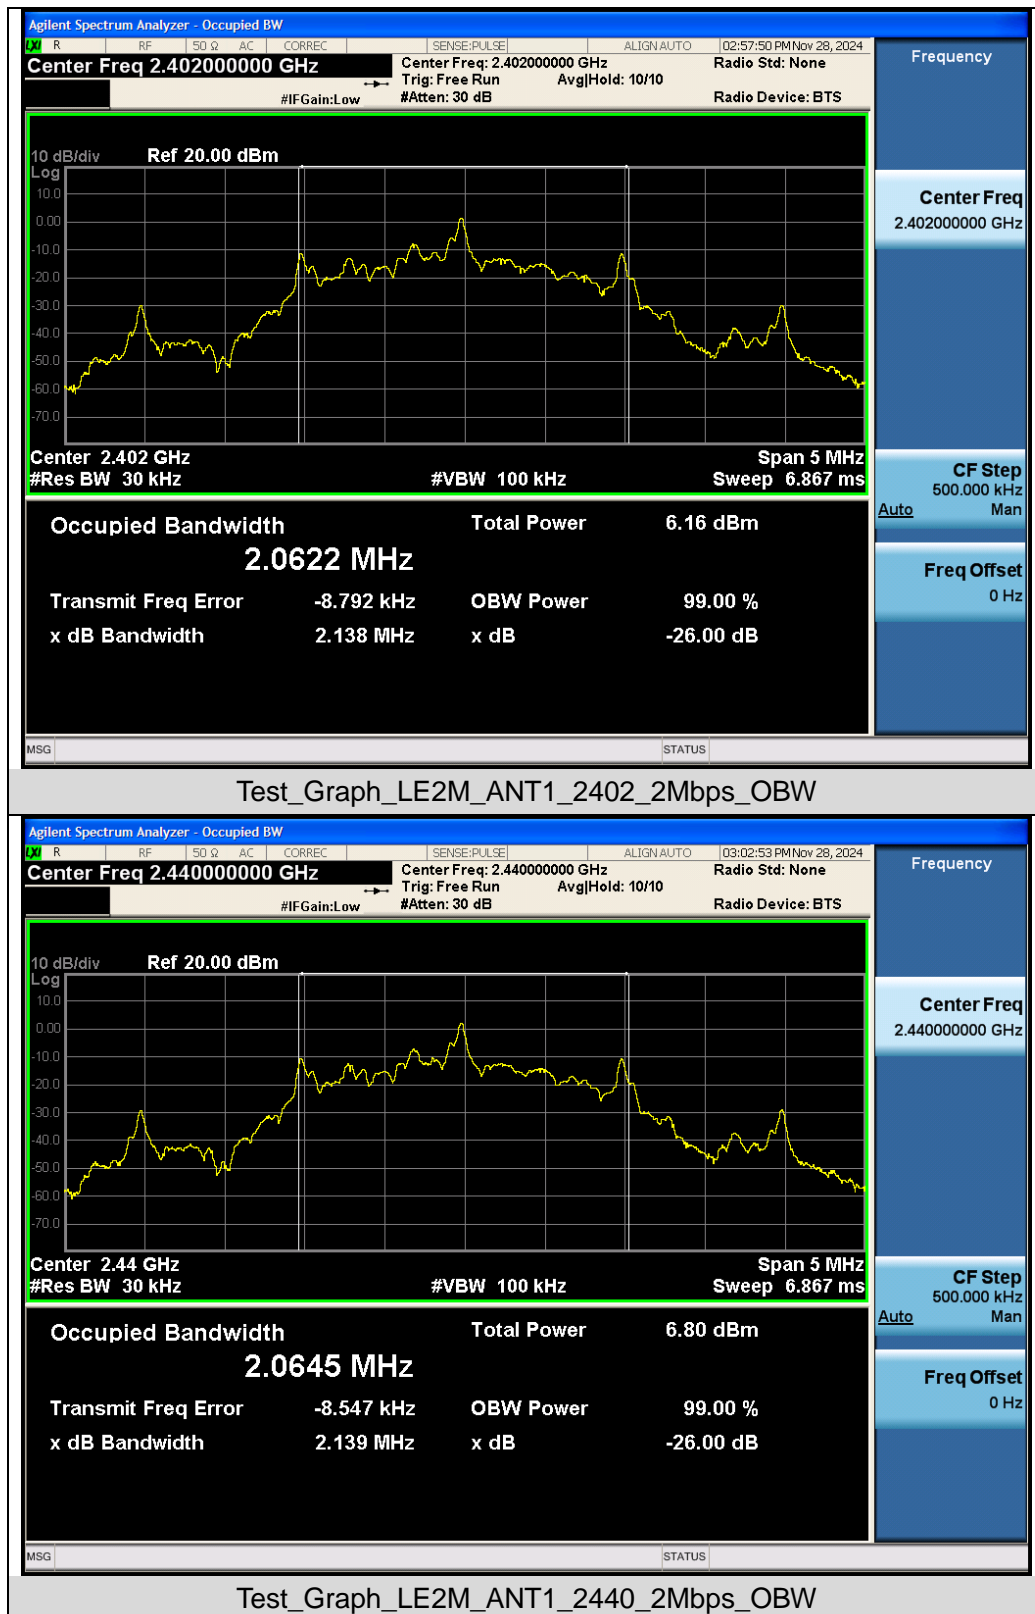 Agilent Spectrum Analyzer - Occupied BW
LXI R RF 50 Ω AC CORREC SENSE:PULSE ALIGN AUTO 02:57:50 PM Nov 28, 2024
Center Freq 2.402000000 GHz
Center Freq: 2.402000000 GHz
Radio Std: None
Trig: Free Run Avg|Hold: 10/10
#IFGain:Low
#Atten: 30 dB
Radio Device: BTS
Frequency
10 dB/div Ref 20.00 dBm
Log
10.0
0.00
-10.0
-20.0
-30.0
-40.0
-50.0
-60.0
-70.0
Center Freq
2.402000000 GHz
Center 2.402 GHz
Span 5 MHz
#Res BW 30 kHz
#VBW 100 kHz
Sweep 6.867 ms
CF Step
500.000 kHz
Auto Man
Occupied Bandwidth
Total Power 6.16 dBm
2.0622 MHz
Transmit Freq Error -8.792 kHz OBW Power 99.00 %
x dB Bandwidth 2.138 MHz x dB -26.00 dB
Freq Offset
0 Hz
MSG STATUS
Test_Graph_LE2M_ANT1_2402_2Mbps_OBW
Agilent Spectrum Analyzer - Occupied BW
LXI R RF 50 Ω AC CORREC SENSE:PULSE ALIGN AUTO 03:02:53 PM Nov 28, 2024
Center Freq 2.440000000 GHz
Center Freq: 2.440000000 GHz
Radio Std: None
Trig: Free Run Avg|Hold: 10/10
#IFGain:Low
#Atten: 30 dB
Radio Device: BTS
Frequency
10 dB/div Ref 20.00 dBm
Log
10.0
0.00
-10.0
-20.0
-30.0
-40.0
-50.0
-60.0
-70.0
Center Freq
2.440000000 GHz
Center 2.44 GHz
Span 5 MHz
#Res BW 30 kHz
#VBW 100 kHz
Sweep 6.867 ms
CF Step
500.000 kHz
Auto Man
Occupied Bandwidth
Total Power 6.80 dBm
2.0645 MHz
Transmit Freq Error -8.547 kHz OBW Power 99.00 %
x dB Bandwidth 2.139 MHz x dB -26.00 dB
Freq Offset
0 Hz
MSG STATUS
Test_Graph_LE2M_ANT1_2440_2Mbps_OBW